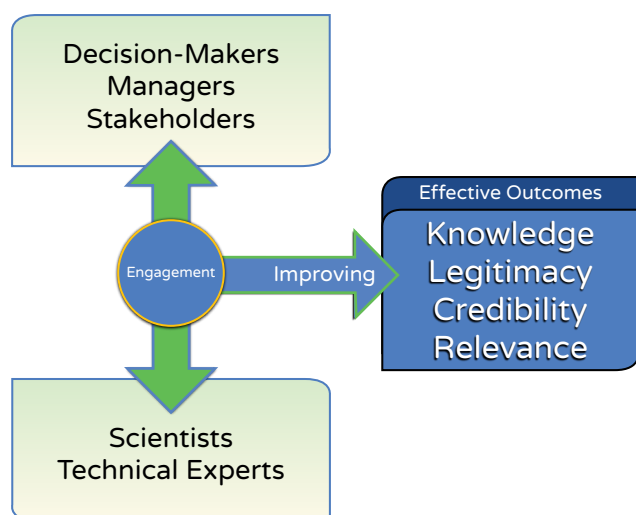 Decision-Makers
Managers
Stakeholders
Effective Outcomes
Knowledge
Legitimacy
Credibility
Relevance
Engagement
Improving
Scientists
Technical Experts